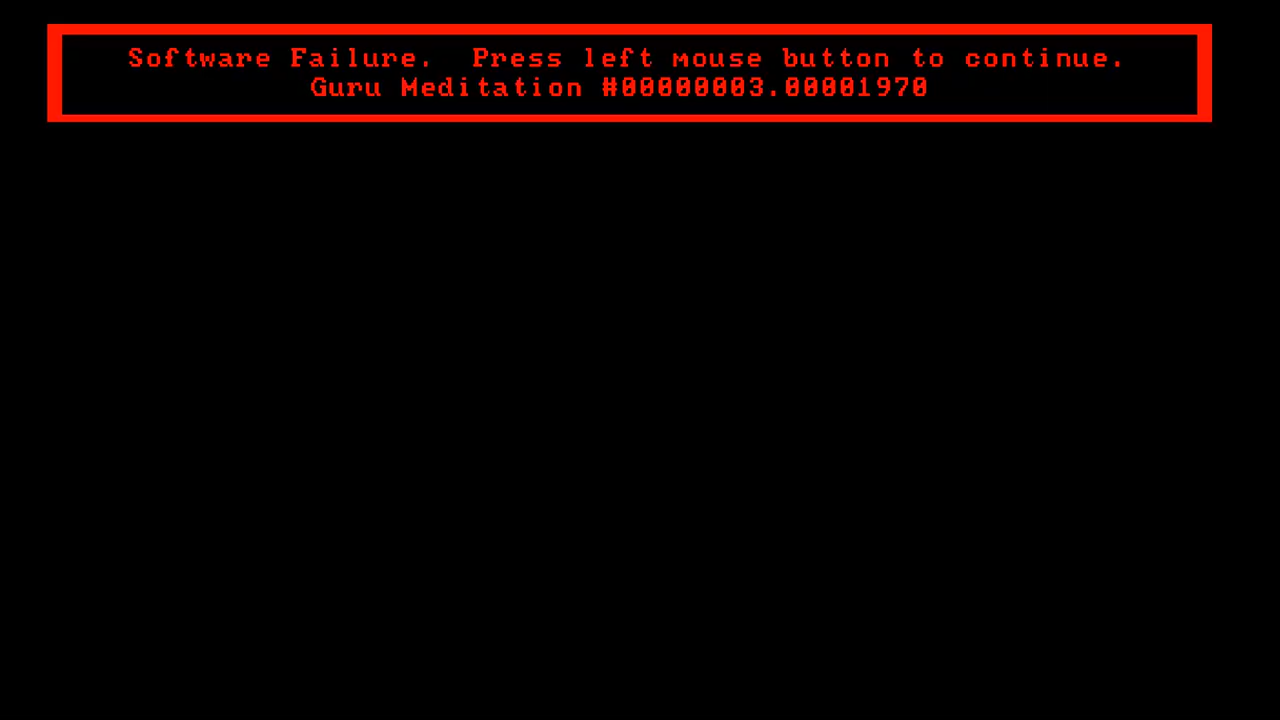 Software Failure.  Press left mouse button to continue.
Guru Meditation #00000003.00001970